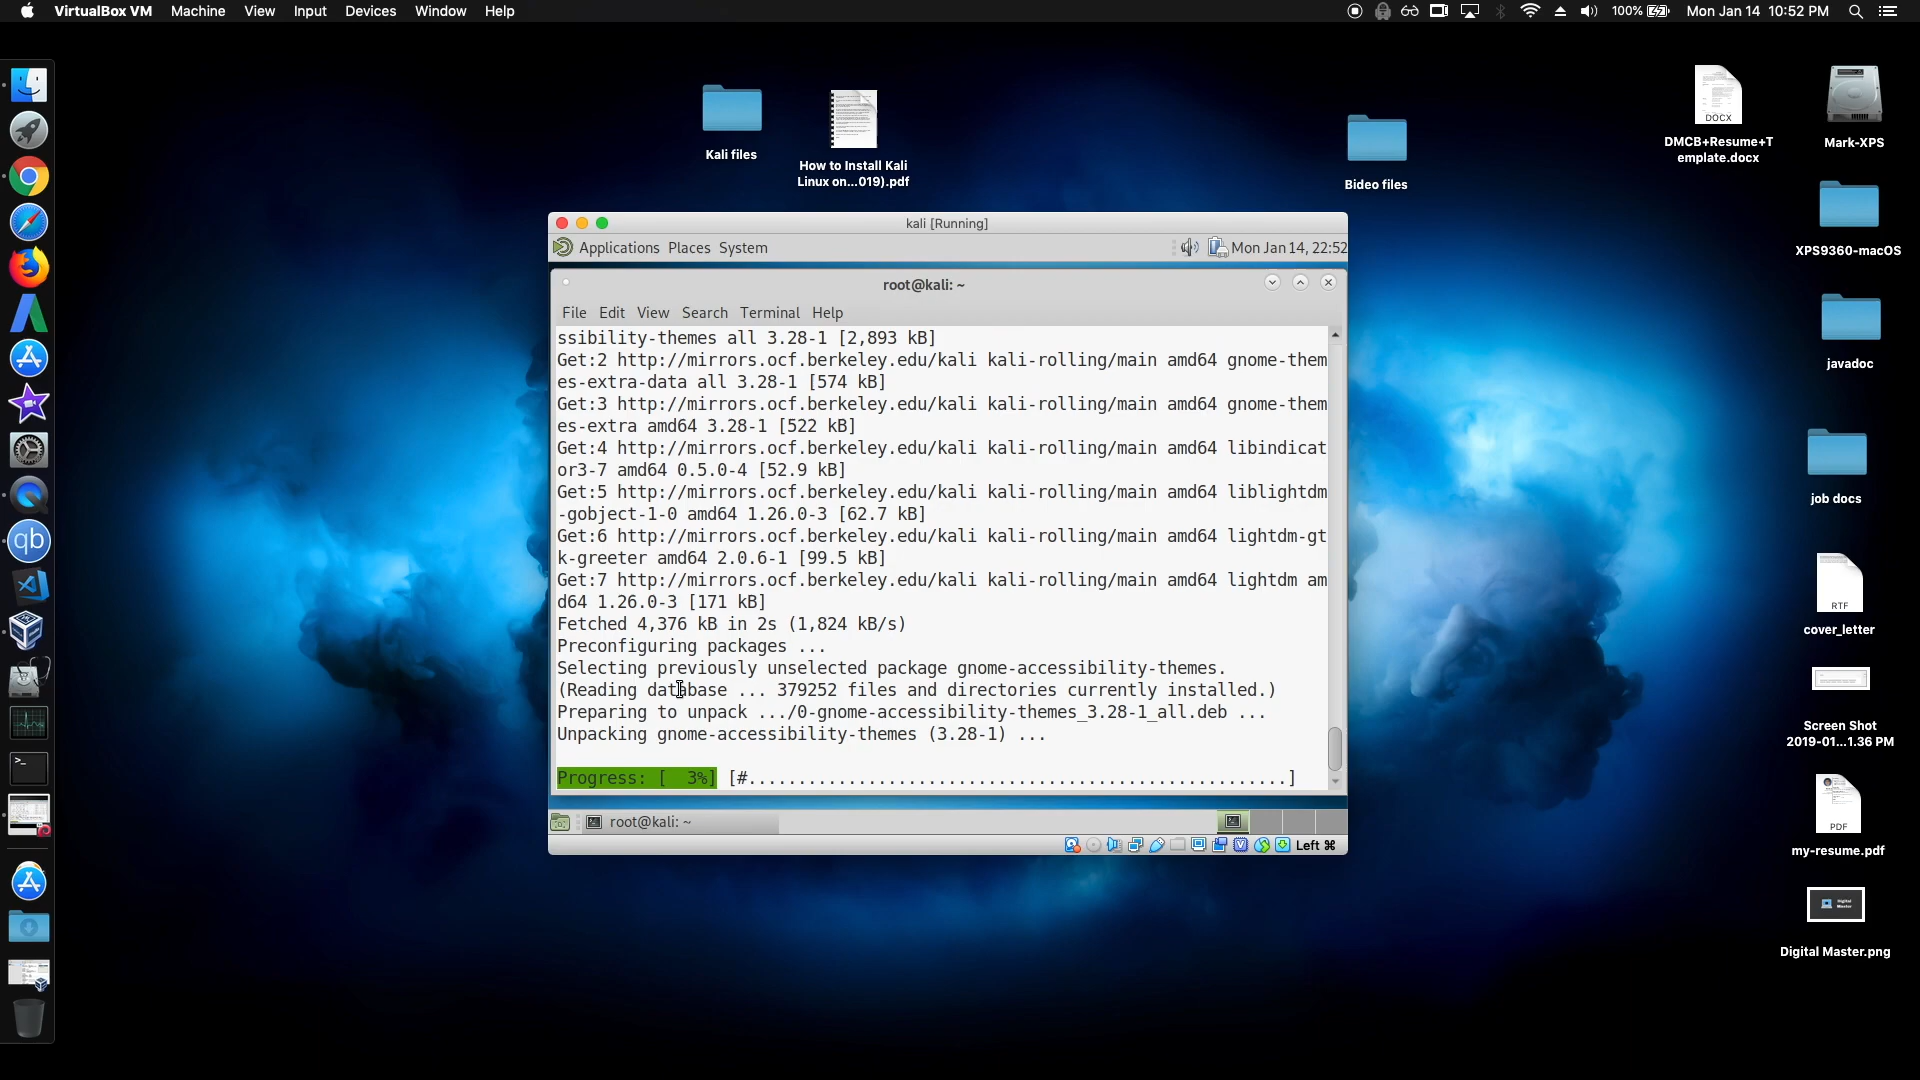 VirtualBox VM Machine View Input Devices Window Help 100% Mon Jan 14 10:52 PM
Kali files
How to Install Kali
Linux on...019).pdf
Bideo files
DOCX
DMCB+Resume+T
emplate.docx
Mark-XPS
XPS9360-macOS
javadoc
job docs
RTF
cover_letter
Screen Shot
2019-01...1.36 PM
PDF
my-resume.pdf
Digital
Master
Digital Master.png
qb
>_
kali [Running]
Applications Places System Mon Jan 14, 22:52
root@kali: ~
File Edit View Search Terminal Help
ssibility-themes all 3.28-1 [2,893 kB]
Get:2 http://mirrors.ocf.berkeley.edu/kali kali-rolling/main amd64 gnome-them
es-extra-data all 3.28-1 [574 kB]
Get:3 http://mirrors.ocf.berkeley.edu/kali kali-rolling/main amd64 gnome-them
es-extra amd64 3.28-1 [522 kB]
Get:4 http://mirrors.ocf.berkeley.edu/kali kali-rolling/main amd64 libindicat
or3-7 amd64 0.5.0-4 [52.9 kB]
Get:5 http://mirrors.ocf.berkeley.edu/kali kali-rolling/main amd64 liblightdm
-gobject-1-0 amd64 1.26.0-3 [62.7 kB]
Get:6 http://mirrors.ocf.berkeley.edu/kali kali-rolling/main amd64 lightdm-gt
k-greeter amd64 2.0.6-1 [99.5 kB]
Get:7 http://mirrors.ocf.berkeley.edu/kali kali-rolling/main amd64 lightdm am
d64 1.26.0-3 [171 kB]
Fetched 4,376 kB in 2s (1,824 kB/s)
Preconfiguring packages ...
Selecting previously unselected package gnome-accessibility-themes.
(Reading database ... 379252 files and directories currently installed.)
Preparing to unpack .../0-gnome-accessibility-themes_3.28-1_all.deb ...
Unpacking gnome-accessibility-themes (3.28-1) ...
Progress: [  3%] [#......................................................]
root@kali: ~
Left ⌘